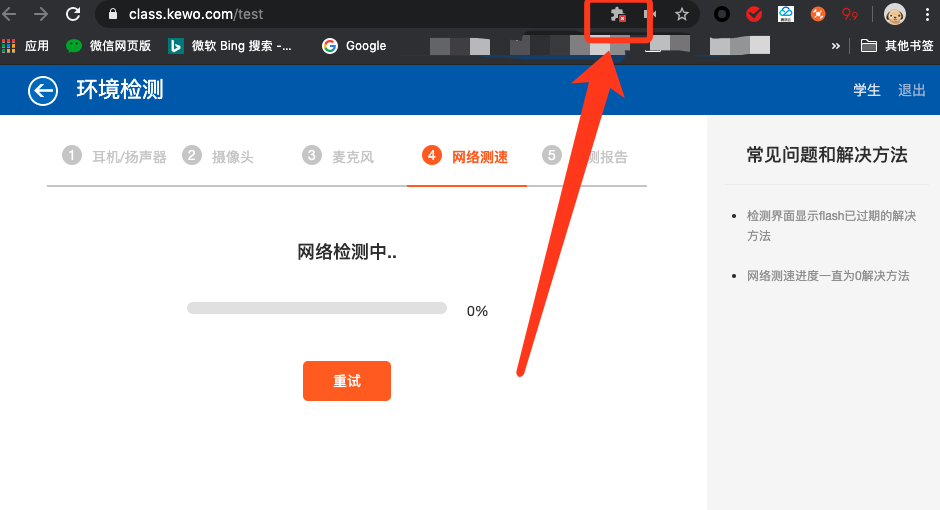 class.kewo.com/test
应用
微信网页版
微软 Bing 搜索 -...
Google
»
其他书签
环境检测
学生
退出
1 耳机/扬声器
2 摄像头
3 麦克风
4 网络测速
5 测报告
常见问题和解决方法
检测界面显示flash已过期的解决
方法
网络测速进度一直为0解决方法
网络检测中..
0%
重试